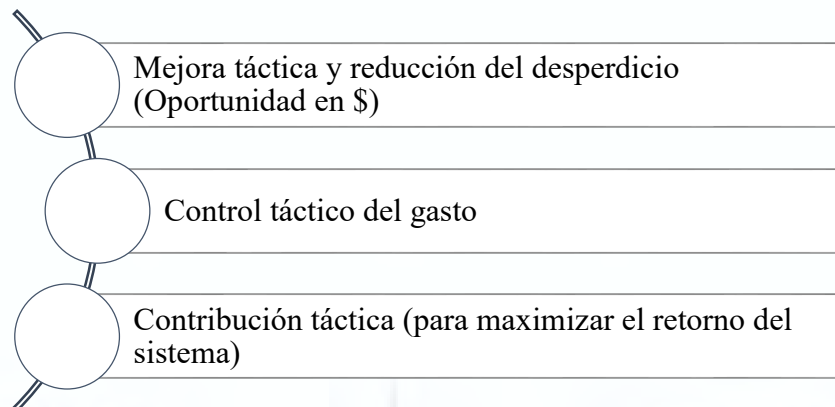 Mejora táctica y reducción del desperdicio
(Oportunidad en $)
Control táctico del gasto
Contribución táctica (para maximizar el retorno del
sistema)